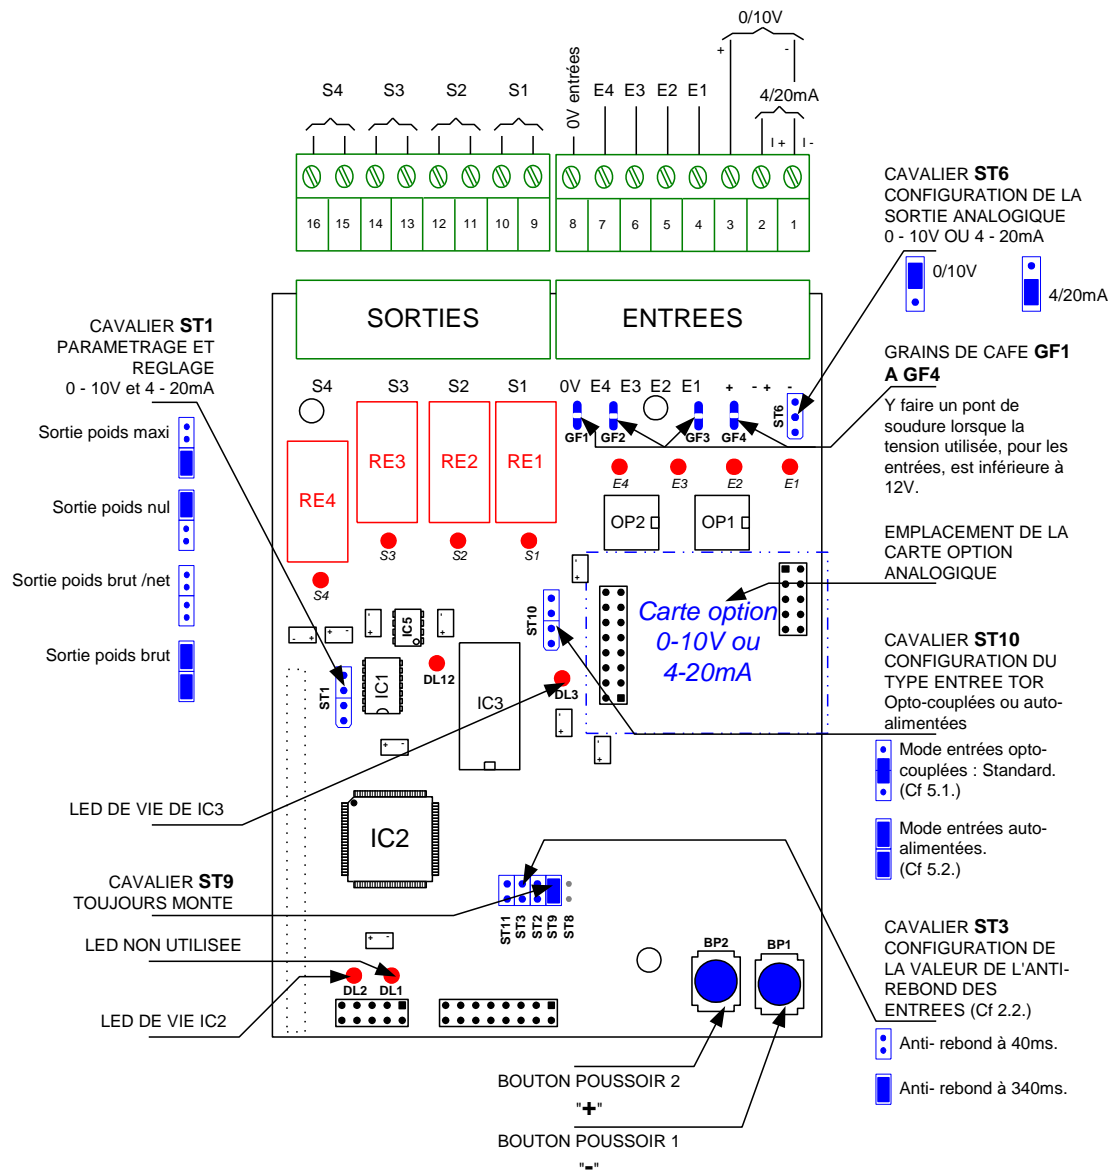 0/10V
+ -
4/20mA
I + I -
S4 S3 S2 S1
0V entrées E4 E3 E2 E1
16 15 14 13 12 11 10 9
8 7 6 5 4 3 2 1
SORTIES
ENTREES
CAVALIER ST6
CONFIGURATION DE LA
SORTIE ANALOGIQUE
0 - 10V OU 4 - 20mA
0/10V
4/20mA
CAVALIER ST1
PARAMETRAGE ET
REGLAGE
0 - 10V et 4 - 20mA
Sortie poids maxi
Sortie poids nul
Sortie poids brut /net
Sortie poids brut
GRAINS DE CAFE GF1
A GF4
Y faire un pont de
soudure lorsque la
tension utilisée, pour les
entrées, est inférieure à
12V.
S4 S3 S2 S1
0V E4 E3 E2 E1 + - + -
GF1 GF2 GF3 GF4 ST6
RE4 RE3 RE2 RE1
E4 E3 E2 E1
OP2 OP1
S4 S3 S2 S1
EMPLACEMENT DE LA
CARTE OPTION
ANALOGIQUE
Carte option
0-10V ou
4-20mA
ST10
IC5
ST1
IC1
DL12
IC3
DL3
CAVALIER ST10
CONFIGURATION DU
TYPE ENTREE TOR
Opto-couplées ou auto-
alimentées
Mode entrées opto-
couplées : Standard.
(Cf 5.1.)
Mode entrées auto-
alimentées.
(Cf 5.2.)
LED DE VIE DE IC3
IC2
CAVALIER ST9
TOUJOURS MONTE
ST11 ST3 ST2 ST9 ST8
LED NON UTILISEE
DL2 DL1
LED DE VIE IC2
BP2 BP1
CAVALIER ST3
CONFIGURATION DE
LA VALEUR DE L'ANTI-
REBOND DES
ENTREES (Cf 2.2.)
Anti- rebond à 40ms.
Anti- rebond à 340ms.
BOUTON POUSSOIR 2
"+"
BOUTON POUSSOIR 1
"-"